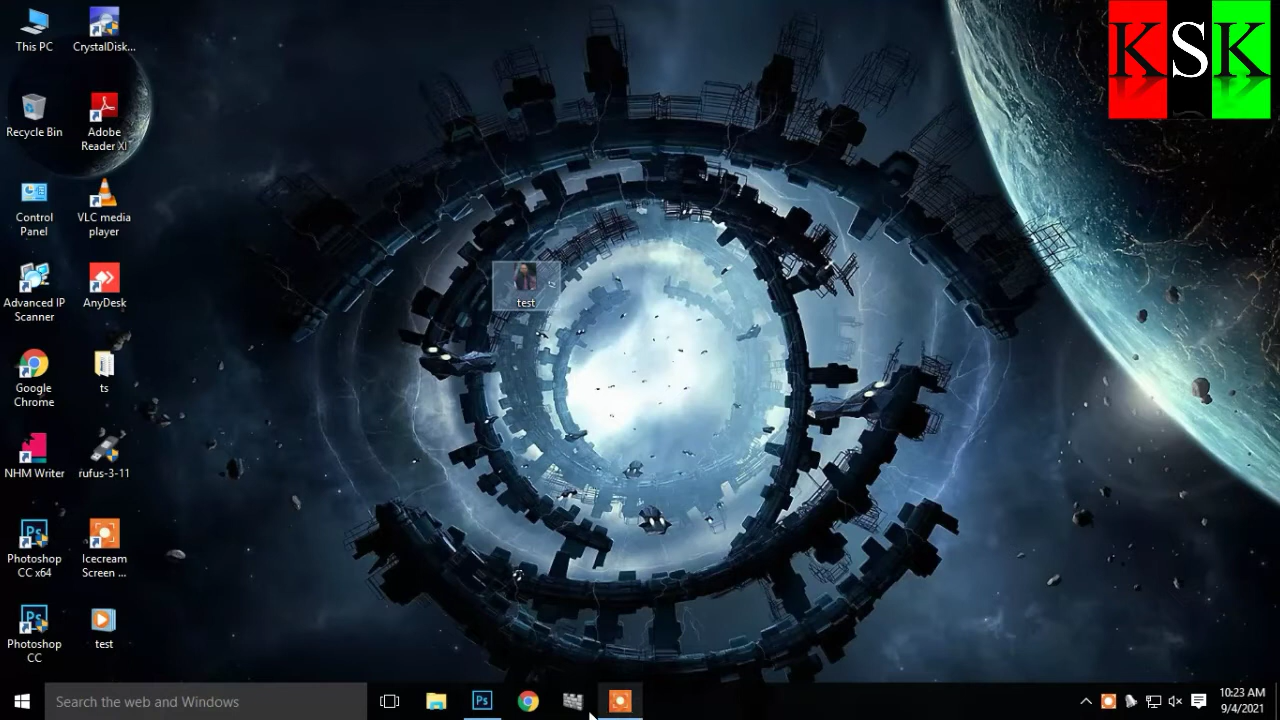 This PC
CrystalDisk...
KSK
Recycle Bin
Adobe
Reader XI
Control
Panel
VLC media
player
Advanced IP
Scanner
AnyDesk
test
Google
Chrome
ts
NHM Writer
rufus-3-11
Photoshop
CC x64
Icecream
Screen ...
Photoshop
CC
test
Search the web and Windows
Ps
10:23 AM
9/4/2021